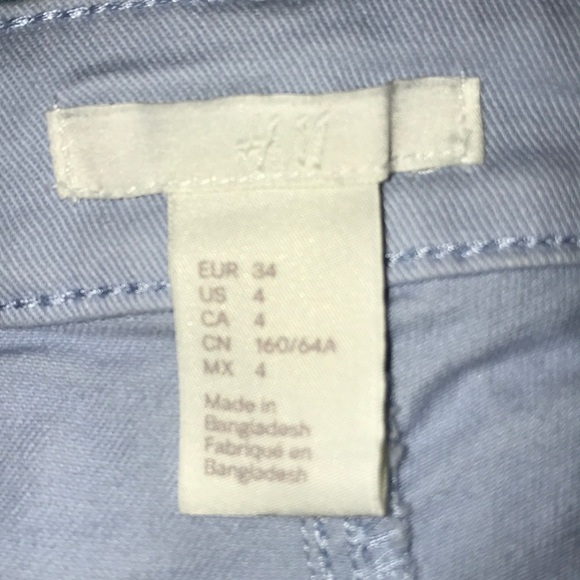 EUR 34
US 4
CA 4
CN 160/64A
MX 4
Made in
Bangladesh
Fabriqué en
Bangladesh